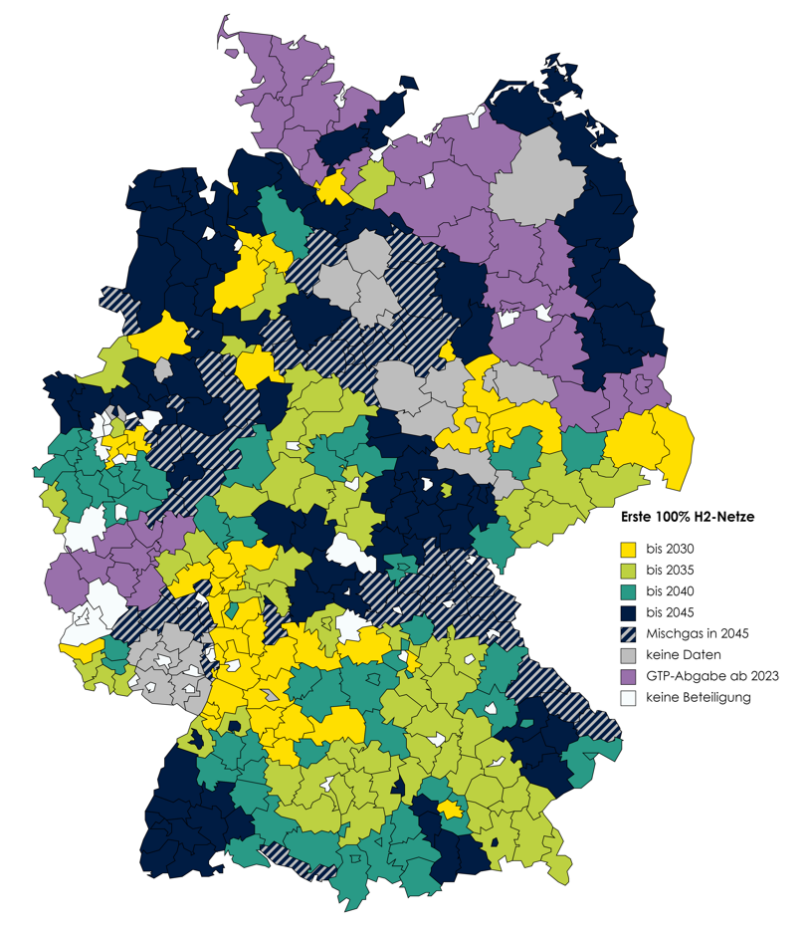 Erste 100% H2-Netze
bis 2030
bis 2035
bis 2040
bis 2045
Mischgas in 2045
keine Daten
GTP-Abgabe ab 2023
keine Beteiligung